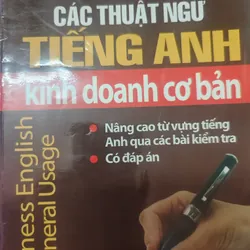 CÁC THUẬT NGỮ
TIẾNG ANH
kinh doanh cơ bản
Nâng cao từ vựng tiếng
Anh qua các bài kiểm tra
Có đáp án
ness English
neral Usage